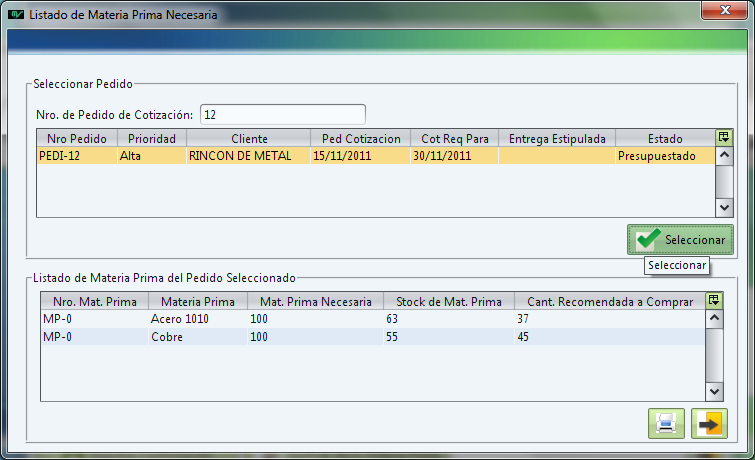 Listado de Materia Prima Necesaria
Seleccionar Pedido
Nro. de Pedido de Cotización: 12
Nro Pedido Prioridad Cliente Ped Cotizacion Cot Req Para Entrega Estipulada Estado
PEDI-12 Alta RINCON DE METAL 15/11/2011 30/11/2011 Presupuestado
Seleccionar
Seleccionar
Listado de Materia Prima del Pedido Seleccionado
Nro. Mat. Prima Materia Prima Mat. Prima Necesaria Stock de Mat. Prima Cant. Recomendada a Comprar
MP-0 Acero 1010 100 63 37
MP-0 Cobre 100 55 45